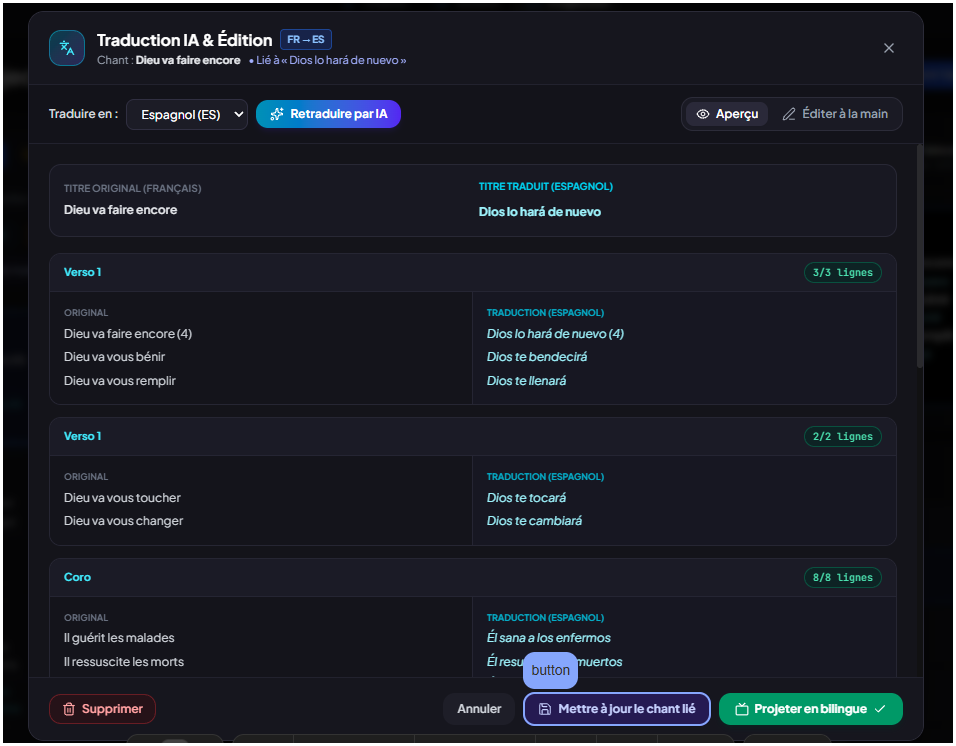 Traduction IA & Édition FR→ES
Chant : Dieu va faire encore • Lié à « Dios lo hará de nuevo »
Traduire en : Espagnol (ES) Retraduire par IA Aperçu Éditer à la main
TITRE ORIGINAL (FRANÇAIS) TITRE TRADUIT (ESPAGNOL)
Dieu va faire encore Dios lo hará de nuevo
Verso 1 3/3 lignes
ORIGINAL TRADUCTION (ESPAGNOL)
Dieu va faire encore (4) Dios lo hará de nuevo (4)
Dieu va vous bénir Dios te bendecirá
Dieu va vous remplir Dios te llenará
Verso 1 2/2 lignes
ORIGINAL TRADUCTION (ESPAGNOL)
Dieu va vous toucher Dios te tocará
Dieu va vous changer Dios te cambiará
Coro 8/8 lignes
ORIGINAL TRADUCTION (ESPAGNOL)
Il guérit les malades Él sana a los enfermos
Il ressuscite les morts Él muertos
button
Supprimer Annuler Mettre à jour le chant lié Projeter en bilingue